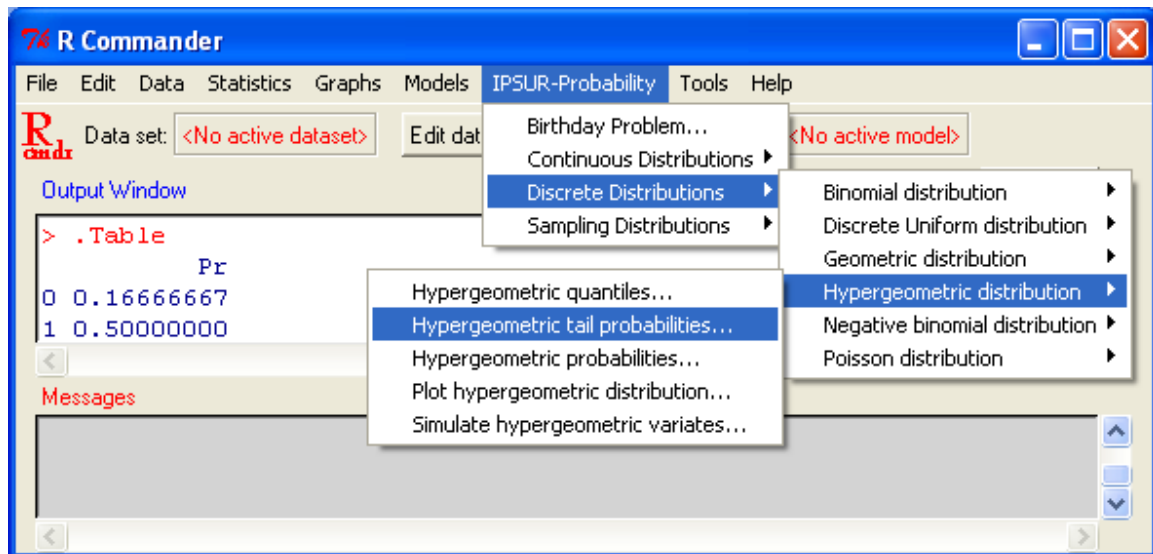 R Commander
File Edit Data Statistics Graphs Models IPSUR-Probability Tools Help
R cmdr Data set: <No active dataset> Edit dat <No active model>
Birthday Problem...
Continuous Distributions
Discrete Distributions
Sampling Distributions
Binomial distribution
Discrete Uniform distribution
Geometric distribution
Hypergeometric distribution
Negative binomial distribution
Poisson distribution
Hypergeometric quantiles...
Hypergeometric tail probabilities...
Hypergeometric probabilities...
Plot hypergeometric distribution...
Simulate hypergeometric variates...
Output Window
> .Table
Pr
0 0.16666667
1 0.50000000
Messages